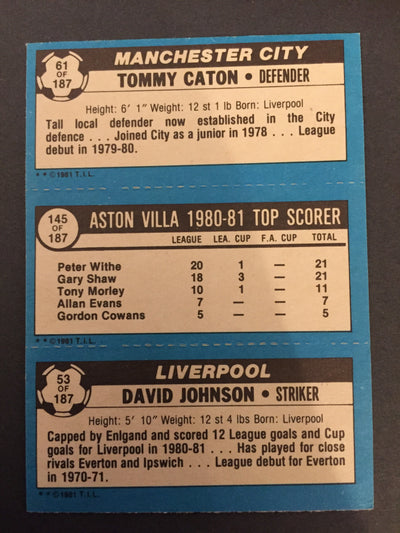 61 OF 187
MANCHESTER CITY
TOMMY CATON • DEFENDER
Height: 6' 1" Weight: 12 st 1 lb Born: Liverpool
Tall local defender now established in the City
defence . . . Joined City as a junior in 1978 . . . League
debut in 1979-80.
* * © 1981 T.I.L.
145 OF 187
ASTON VILLA 1980-81 TOP SCORER
LEAGUE LEA. CUP F.A. CUP TOTAL
Peter Withe 20 1 — 21
Gary Shaw 18 3 — 21
Tony Morley 10 1 — 11
Allan Evans 7 — — 7
Gordon Cowans 5 — — 5
* * © 1981 T.I.L.
53 OF 187
LIVERPOOL
DAVID JOHNSON • STRIKER
Height: 5' 10" Weight: 12 st 4 lbs Born: Liverpool
Capped by Enlgand and scored 12 League goals and Cup
goals for Liverpool in 1980-81 . . . Has played for close
rivals Everton and Ipswich . . . League debut for Everton
in 1970-71.
* * © 1981 T.I.L.